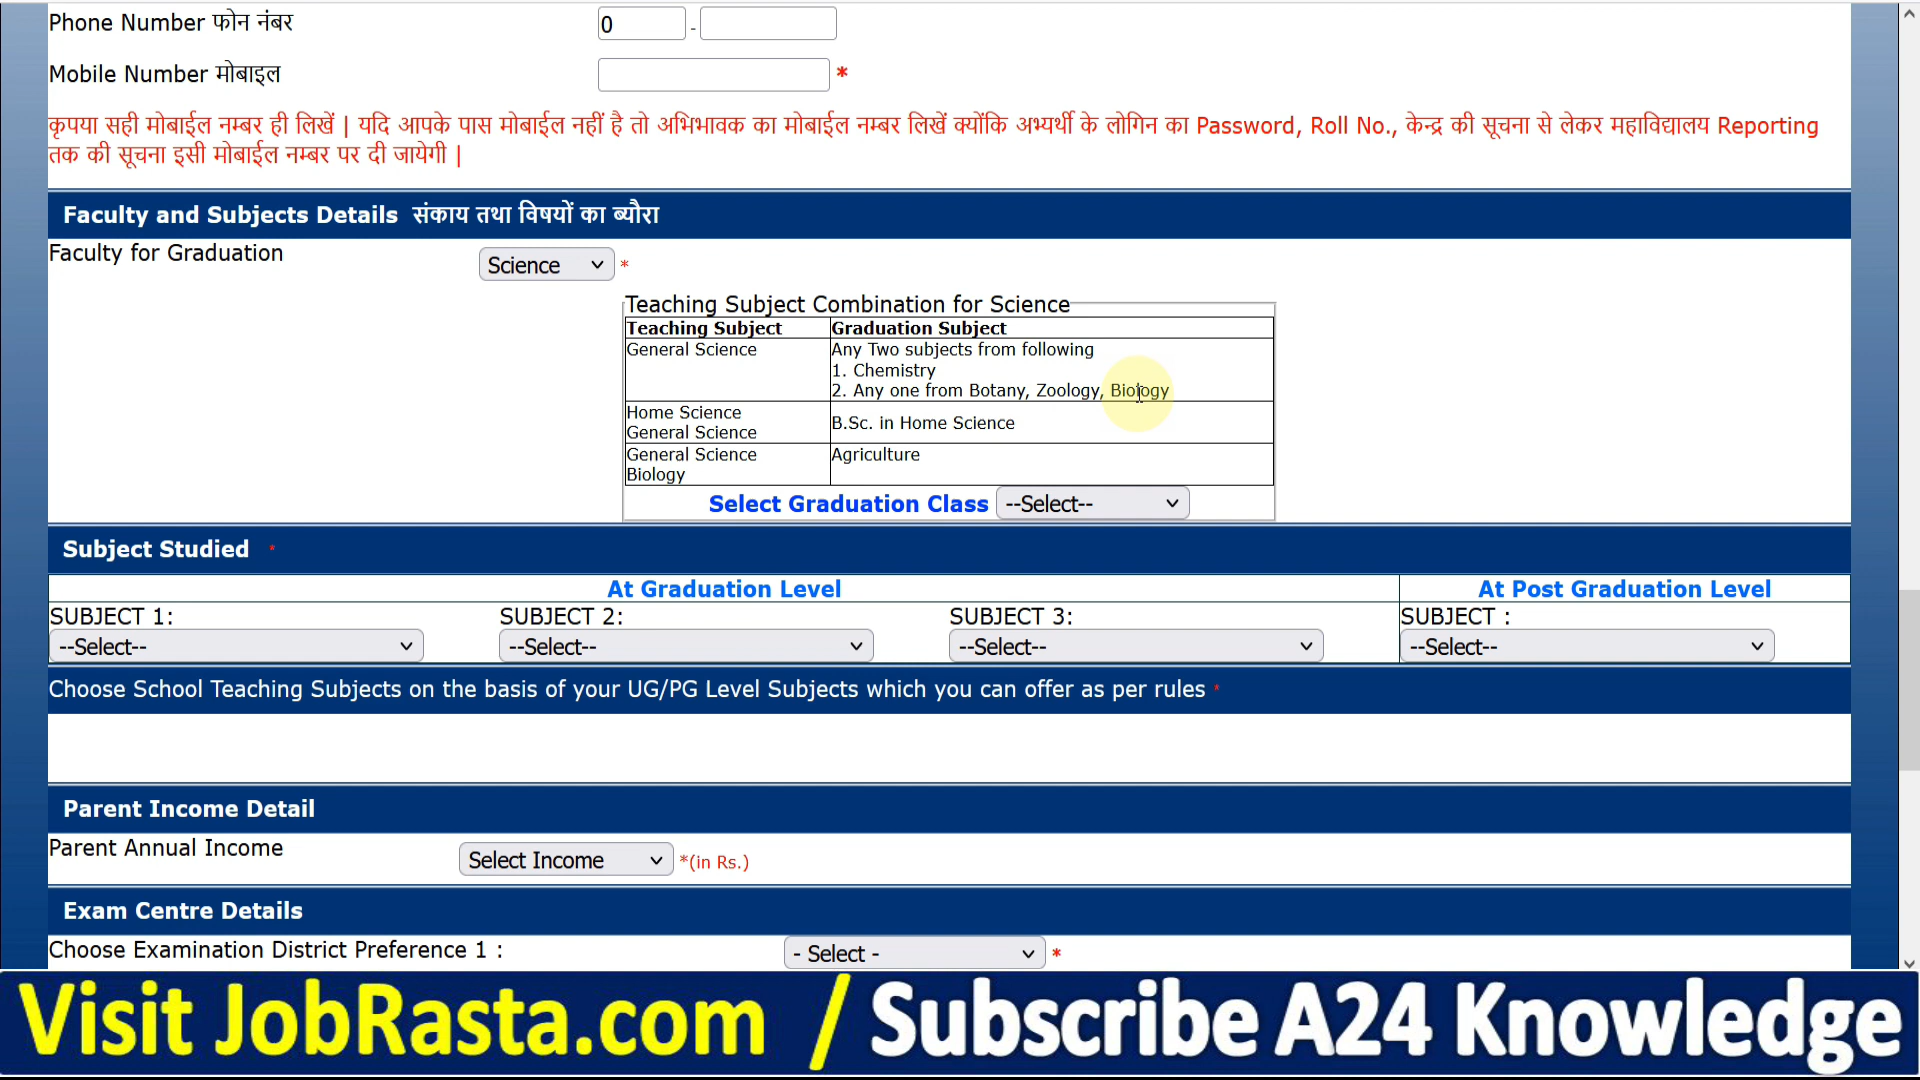 Phone Number फोन नंबर 0 -
Mobile Number मोबाइल *
कृपया सही मोबाईल नम्बर ही लिखें | यदि आपके पास मोबाईल नहीं है तो अभिभावक का मोबाईल नम्बर लिखें क्योंकि अभ्यर्थी के लोगिन का Password, Roll No., केन्द्र की सूचना से लेकर महाविद्यालय Reporting
तक की सूचना इसी मोबाईल नम्बर पर दी जायेगी |
Faculty and Subjects Details संकाय तथा विषयों का ब्यौरा
Faculty for Graduation Science *
Teaching Subject Combination for Science
Teaching Subject Graduation Subject
General Science Any Two subjects from following
1. Chemistry
2. Any one from Botany, Zoology, Biology
Home Science
General Science B.Sc. in Home Science
General Science Agriculture
Biology
Select Graduation Class --Select--
Subject Studied *
At Graduation Level At Post Graduation Level
SUBJECT 1: SUBJECT 2: SUBJECT 3: SUBJECT :
--Select-- --Select-- --Select-- --Select--
Choose School Teaching Subjects on the basis of your UG/PG Level Subjects which you can offer as per rules *
Parent Income Detail
Parent Annual Income Select Income *(in Rs.)
Exam Centre Details
Choose Examination District Preference 1 : - Select - *
Visit JobRasta.com / Subscribe A24 Knowledge